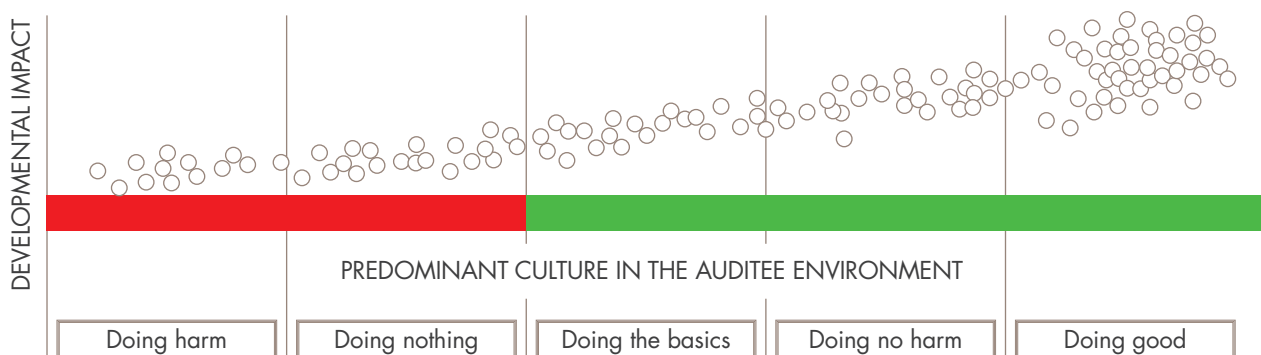 DEVELOPMENTAL IMPACT
PREDOMINANT CULTURE IN THE AUDITEE ENVIRONMENT
Doing harm
Doing nothing
Doing the basics
Doing no harm
Doing good